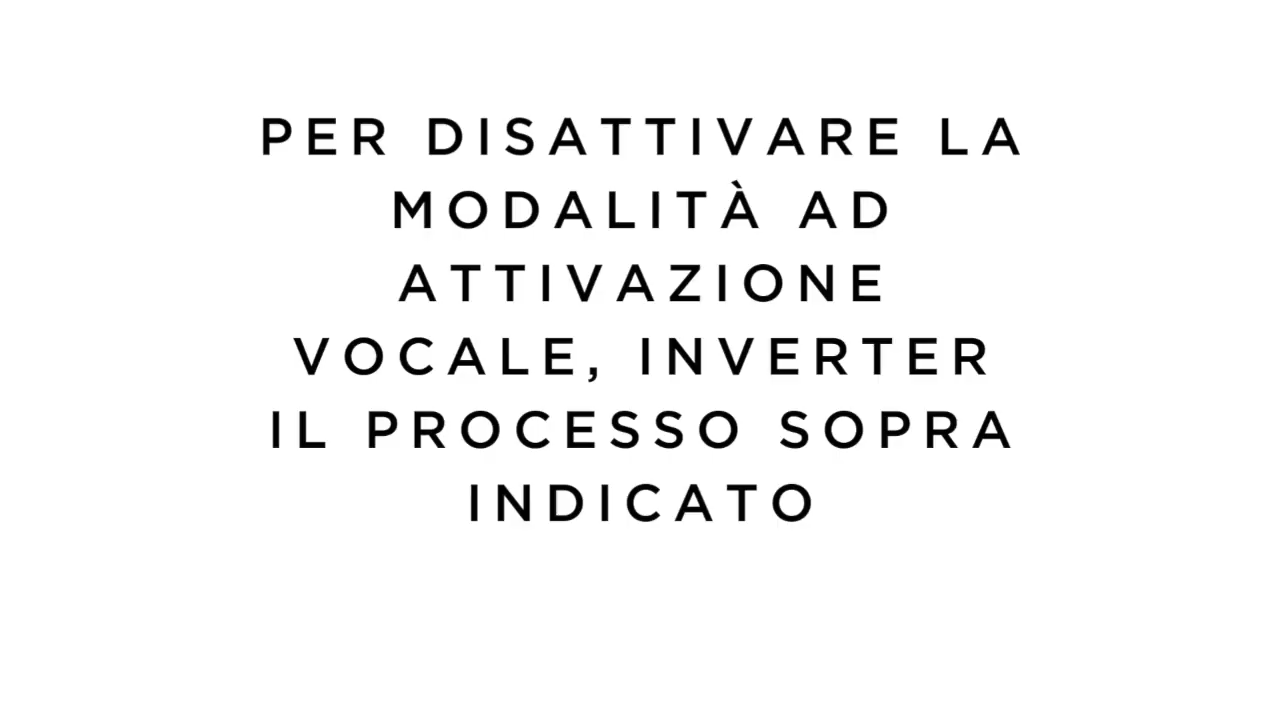 PER DISATTIVARE LA
MODALITÀ AD
ATTIVAZIONE
VOCALE, INVERTER
IL PROCESSO SOPRA
INDICATO